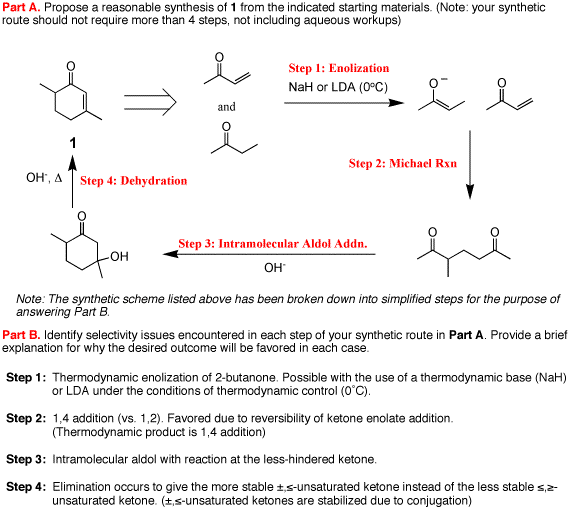 Part A. Propose a reasonable synthesis of 1 from the indicated starting materials. (Note: your synthetic
route should not require more than 4 steps, not including aqueous workups)
O
O
Step 1: Enolization
NaH or LDA (0°C)
O⁻
O
and
O
1
OH⁻, Δ
Step 4: Dehydration
Step 2: Michael Rxn
O
OH
Step 3: Intramolecular Aldol Addn.
OH⁻
O
O
Note: The synthetic scheme listed above has been broken down into simplified steps for the purpose of
answering Part B.
Part B. Identify selectivity issues encountered in each step of your synthetic route in Part A. Provide a brief
explanation for why the desired outcome will be favored in each case.
Step 1: Thermodynamic enolization of 2-butanone. Possible with the use of a thermodynamic base (NaH)
or LDA under the conditions of thermodynamic control (0°C).
Step 2: 1,4 addition (vs. 1,2). Favored due to reversibility of ketone enolate addition.
(Thermodynamic product is 1,4 addition)
Step 3: Intramolecular aldol with reaction at the less-hindered ketone.
Step 4: Elimination occurs to give the more stable ±,≤-unsaturated ketone instead of the less stable ≤,≥-
unsaturated ketone. (±,≤-unsaturated ketones are stabilized due to conjugation)